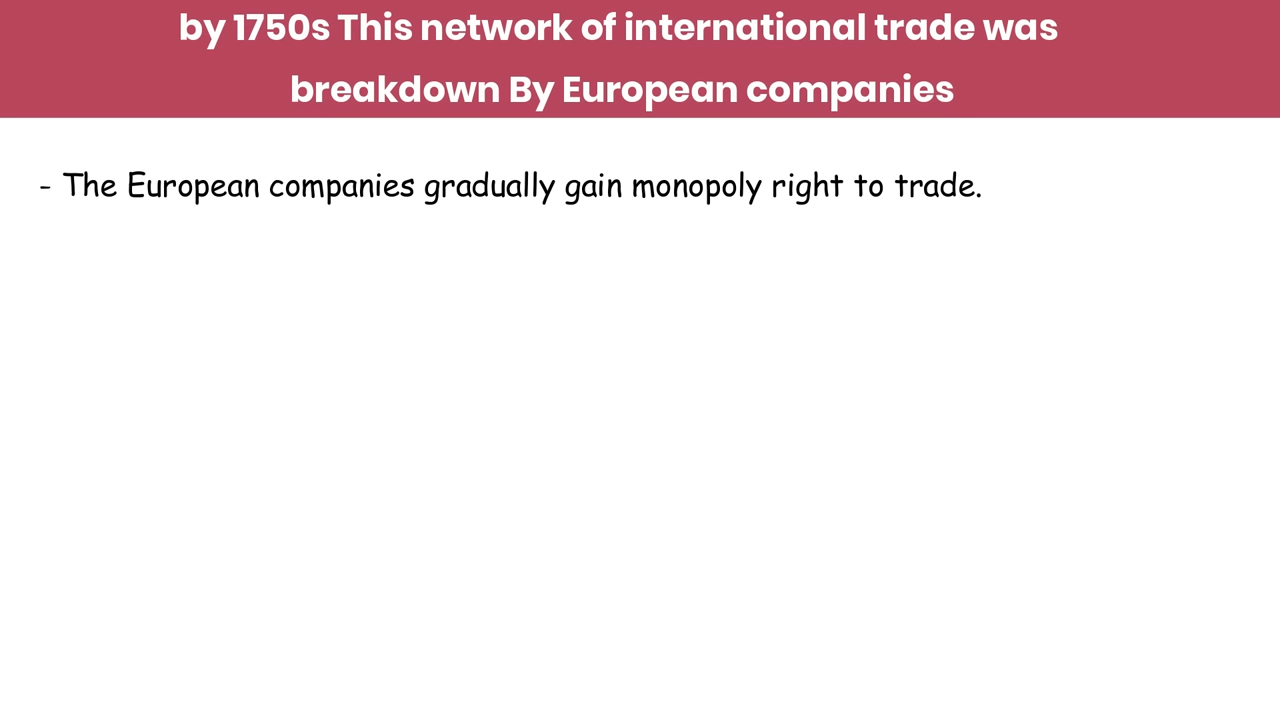 by 1750s This network of international trade was
breakdown By European companies
- The European companies gradually gain monopoly right to trade.